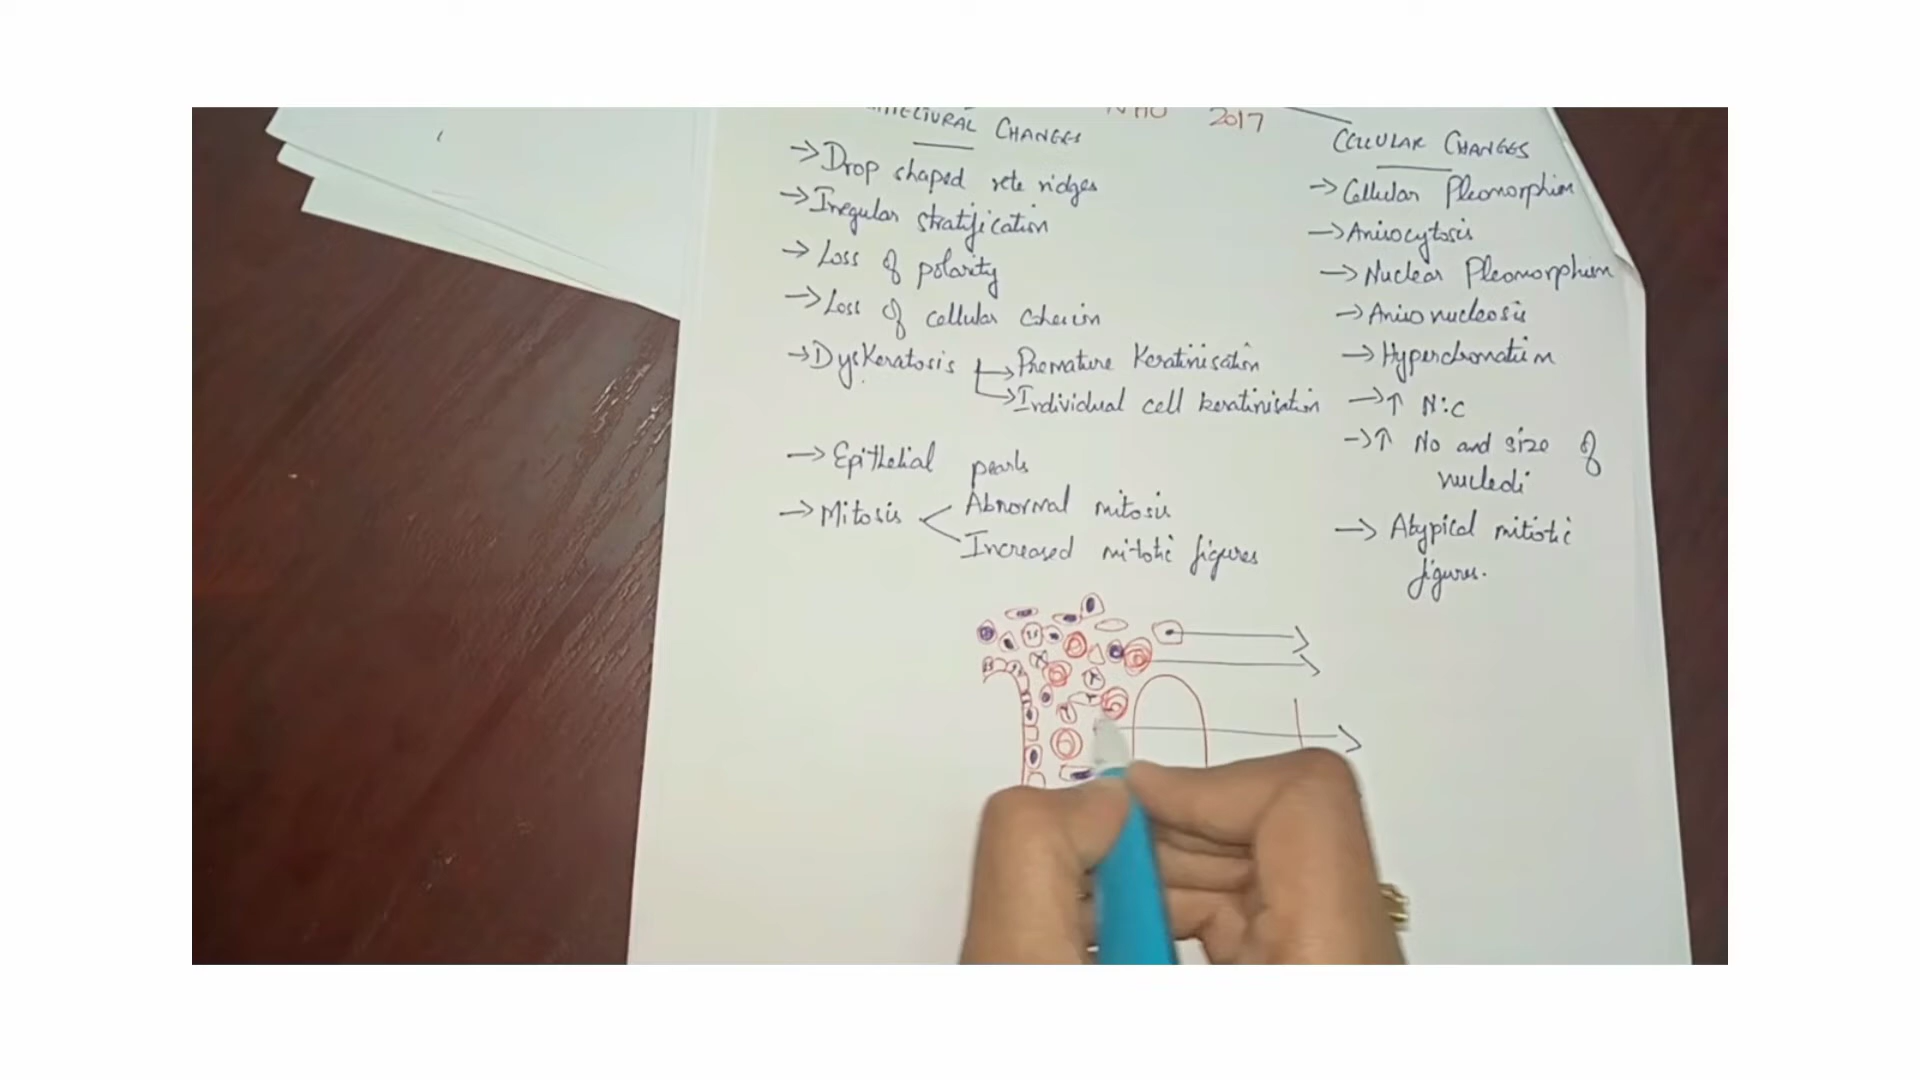 CHANGES
WHO 2017
→ Drop shaped rete ridges
→ Irregular stratification
→ Loss of polarity
→ Loss of cellular cohesion
→ Dyskeratosis → Premature Keratinisation
→ Individual cell keratinisation
→ Epithelial pearls
→ Mitosis < Abnormal mitosis
Increased mitotic figures
CELLULAR CHANGES
→ Cellular Pleomorphism
→ Anisocytosis
→ Nuclear Pleomorphism
→ Anisonucleosis
→ Hyperchromatism
→ ↑ N:C
→ ↑ No and size of
nucleoli
→ Atypical mitotic
figures.